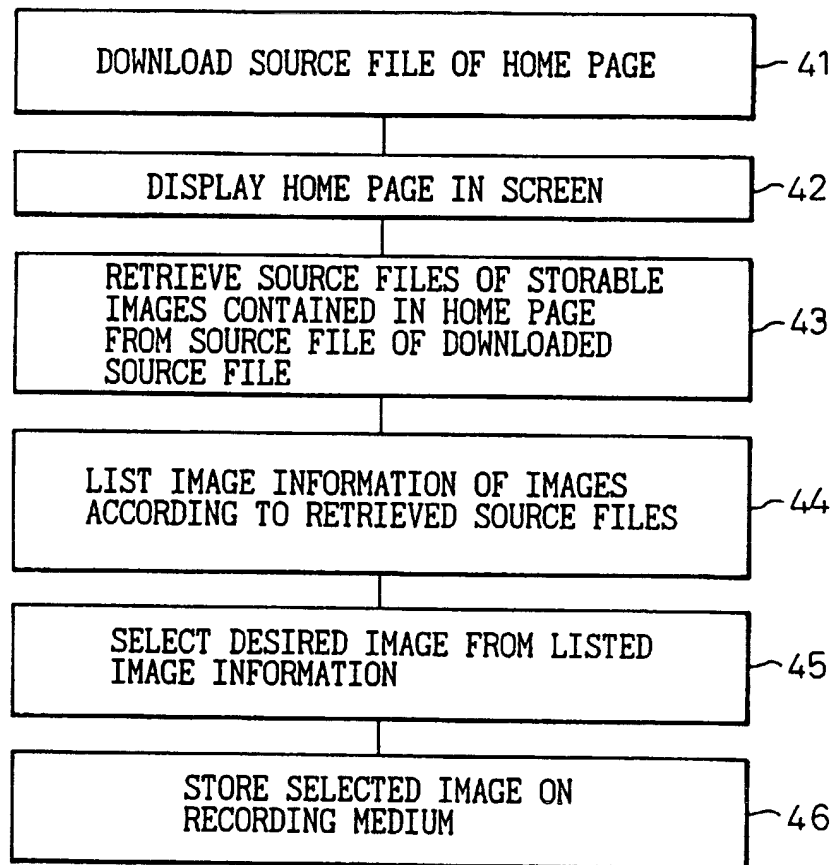 DOWNLOAD SOURCE FILE OF HOME PAGE
41
DISPLAY HOME PAGE IN SCREEN
42
RETRIEVE SOURCE FILES OF STORABLE
IMAGES CONTAINED IN HOME PAGE
FROM SOURCE FILE OF DOWNLOADED
SOURCE FILE
43
LIST IMAGE INFORMATION OF IMAGES
ACCORDING TO RETRIEVED SOURCE FILES
44
SELECT DESIRED IMAGE FROM LISTED
IMAGE INFORMATION
45
STORE SELECTED IMAGE ON
RECORDING MEDIUM
46